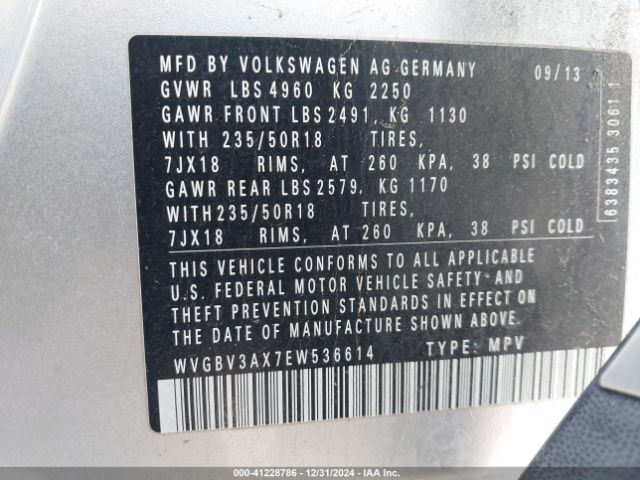 MFD BY VOLKSWAGEN AG GERMANY 09/13
GVWR LBS 4960 KG 2250
GAWR FRONT LBS 2491, KG 1130
WITH 235/50R18 TIRES,
7JX18 RIMS, AT 260 KPA, 38 PSI COLD
GAWR REAR LBS 2579, KG 1170
WITH 235/50R18 TIRES,
7JX18 RIMS, AT 260 KPA, 38 PSI COLD
THIS VEHICLE CONFORMS TO ALL APPLICABLE
U.S. FEDERAL MOTOR VEHICLE SAFETY AND
THEFT PREVENTION STANDARDS IN EFFECT ON
THE DATE OF MANUFACTURE SHOWN ABOVE.
WVGBV3AX7EW536614 TYPE: MPV
6383435 30611
000-41228786 - 12/31/2024 - IAA Inc.